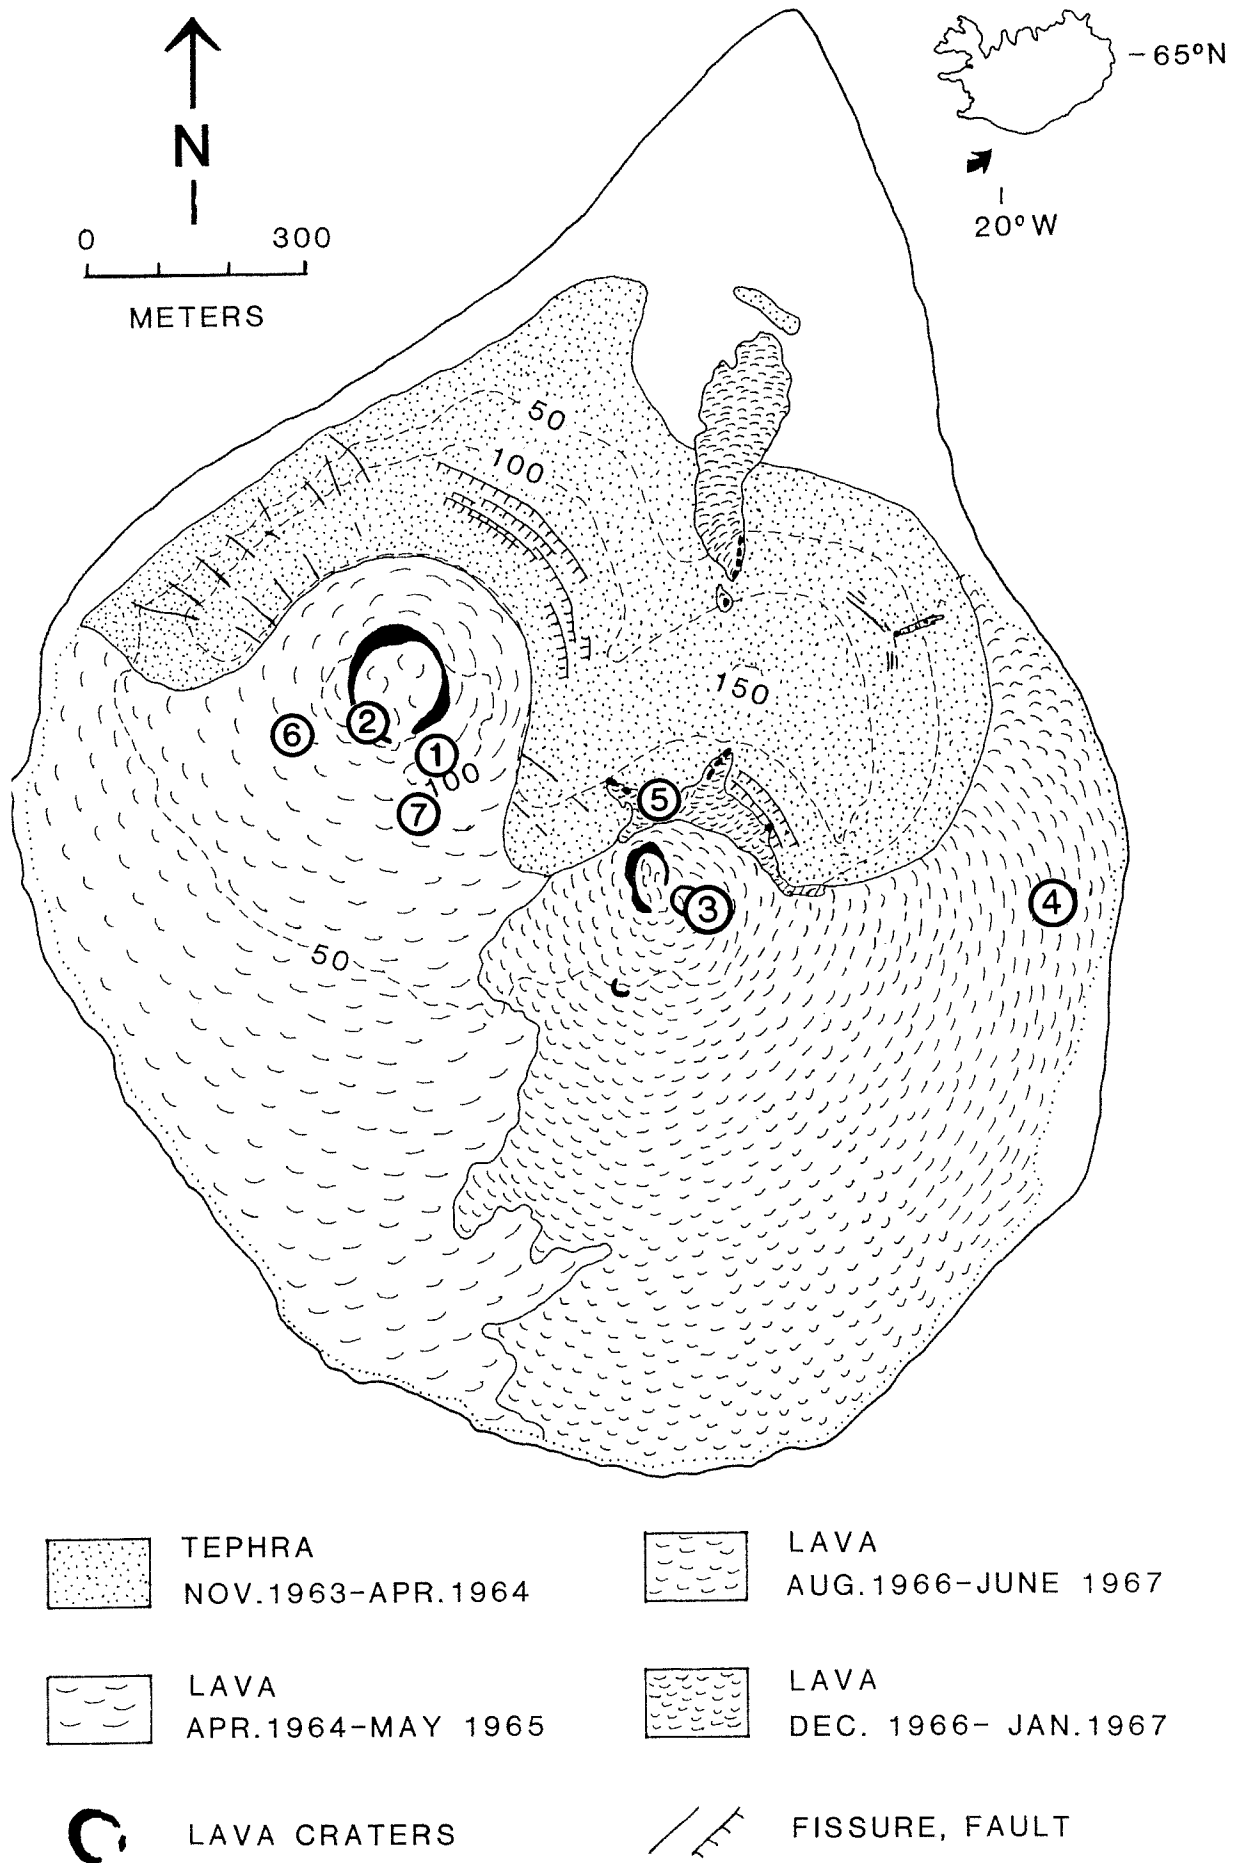 N
0 300
METERS
-65°N
20°W
50
100
150
6
2
1
100
7
5
3
4
50
TEPHRA
NOV.1963-APR.1964
LAVA
AUG.1966-JUNE 1967
LAVA
APR.1964-MAY 1965
LAVA
DEC. 1966- JAN.1967
LAVA CRATERS
FISSURE, FAULT